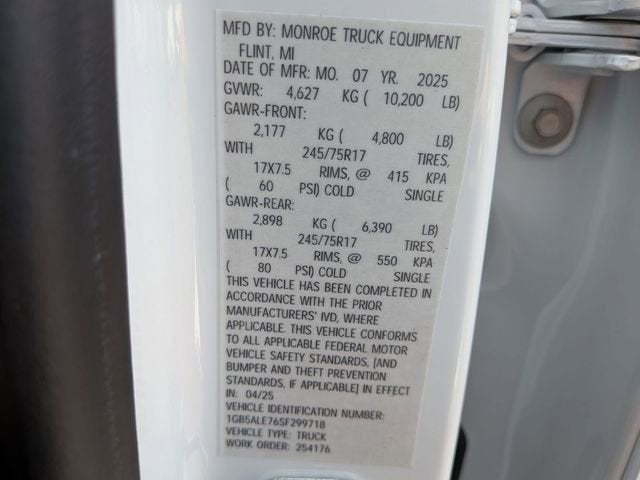 MFD BY: MONROE TRUCK EQUIPMENT
FLINT, MI
DATE OF MFR: MO. 07 YR. 2025
GVWR: 4,627 KG ( 10,200 LB)
GAWR-FRONT:
2,177 KG ( 4,800 LB)
WITH 245/75R17 TIRES,
17X7.5 RIMS, @ 415 KPA
( 60 PSI) COLD SINGLE
GAWR-REAR:
2,898 KG ( 6,390 LB)
WITH 245/75R17 TIRES,
17X7.5 RIMS, @ 550 KPA
( 80 PSI) COLD SINGLE
THIS VEHICLE HAS BEEN COMPLETED IN
ACCORDANCE WITH THE PRIOR
MANUFACTURERS' IVD, WHERE
APPLICABLE. THIS VEHICLE CONFORMS
TO ALL APPLICABLE FEDERAL MOTOR
VEHICLE SAFETY STANDARDS, [AND
BUMPER AND THEFT PREVENTION
STANDARDS, IF APPLICABLE] IN EFFECT
IN: 04/25
VEHICLE IDENTIFICATION NUMBER:
1GB5ALE76SF299718
VEHICLE TYPE: TRUCK
WORK ORDER: 254176